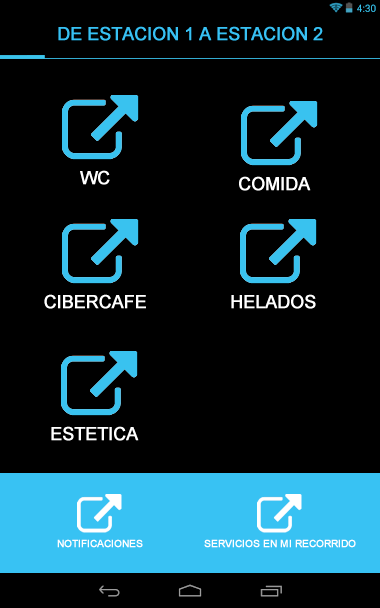 4:30
DE ESTACION 1 A ESTACION 2
WC
COMIDA
CIBERCAFE
HELADOS
ESTETICA
NOTIFICACIONES
SERVICIOS EN MI RECORRIDO